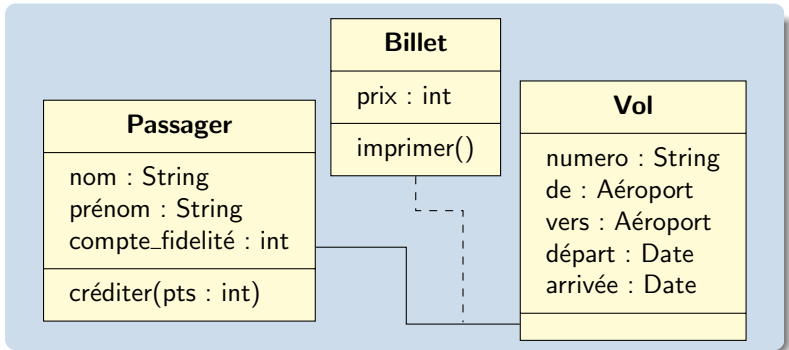 Billet
prix : int
imprimer()
Passager
nom : String
prénom : String
compte_fidelité : int
créditer(pts : int)
Vol
numero : String
de : Aéroport
vers : Aéroport
départ : Date
arrivée : Date